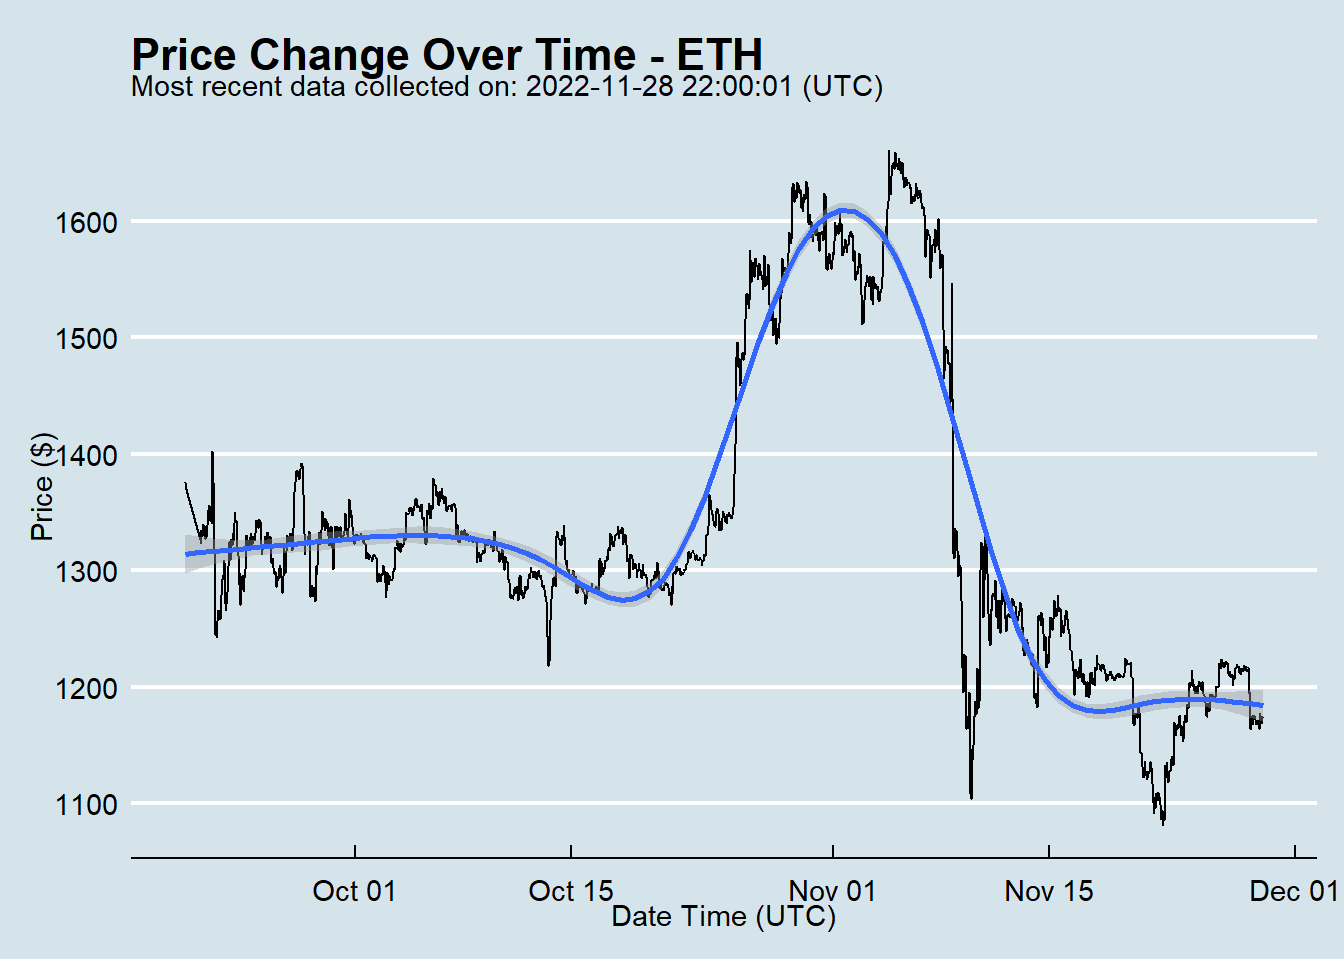 Price Change Over Time - ETH
Most recent data collected on: 2022-11-28 22:00:01 (UTC)
Price ($)
1600
1500
1400
1300
1200
1100
Oct 01 Oct 15 Nov 01 Nov 15 Dec 01
Date Time (UTC)